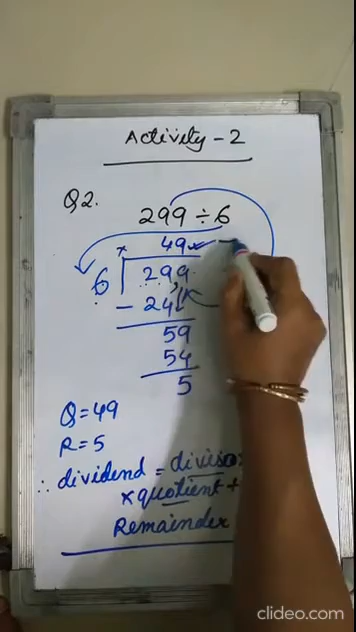 Activity - 2
Q2.
299 ÷ 6
x 49
6 299
- 24
59
54
5
Q = 49
R = 5
∴ dividend = divisor
x quotient +
Remainder
clideo.com